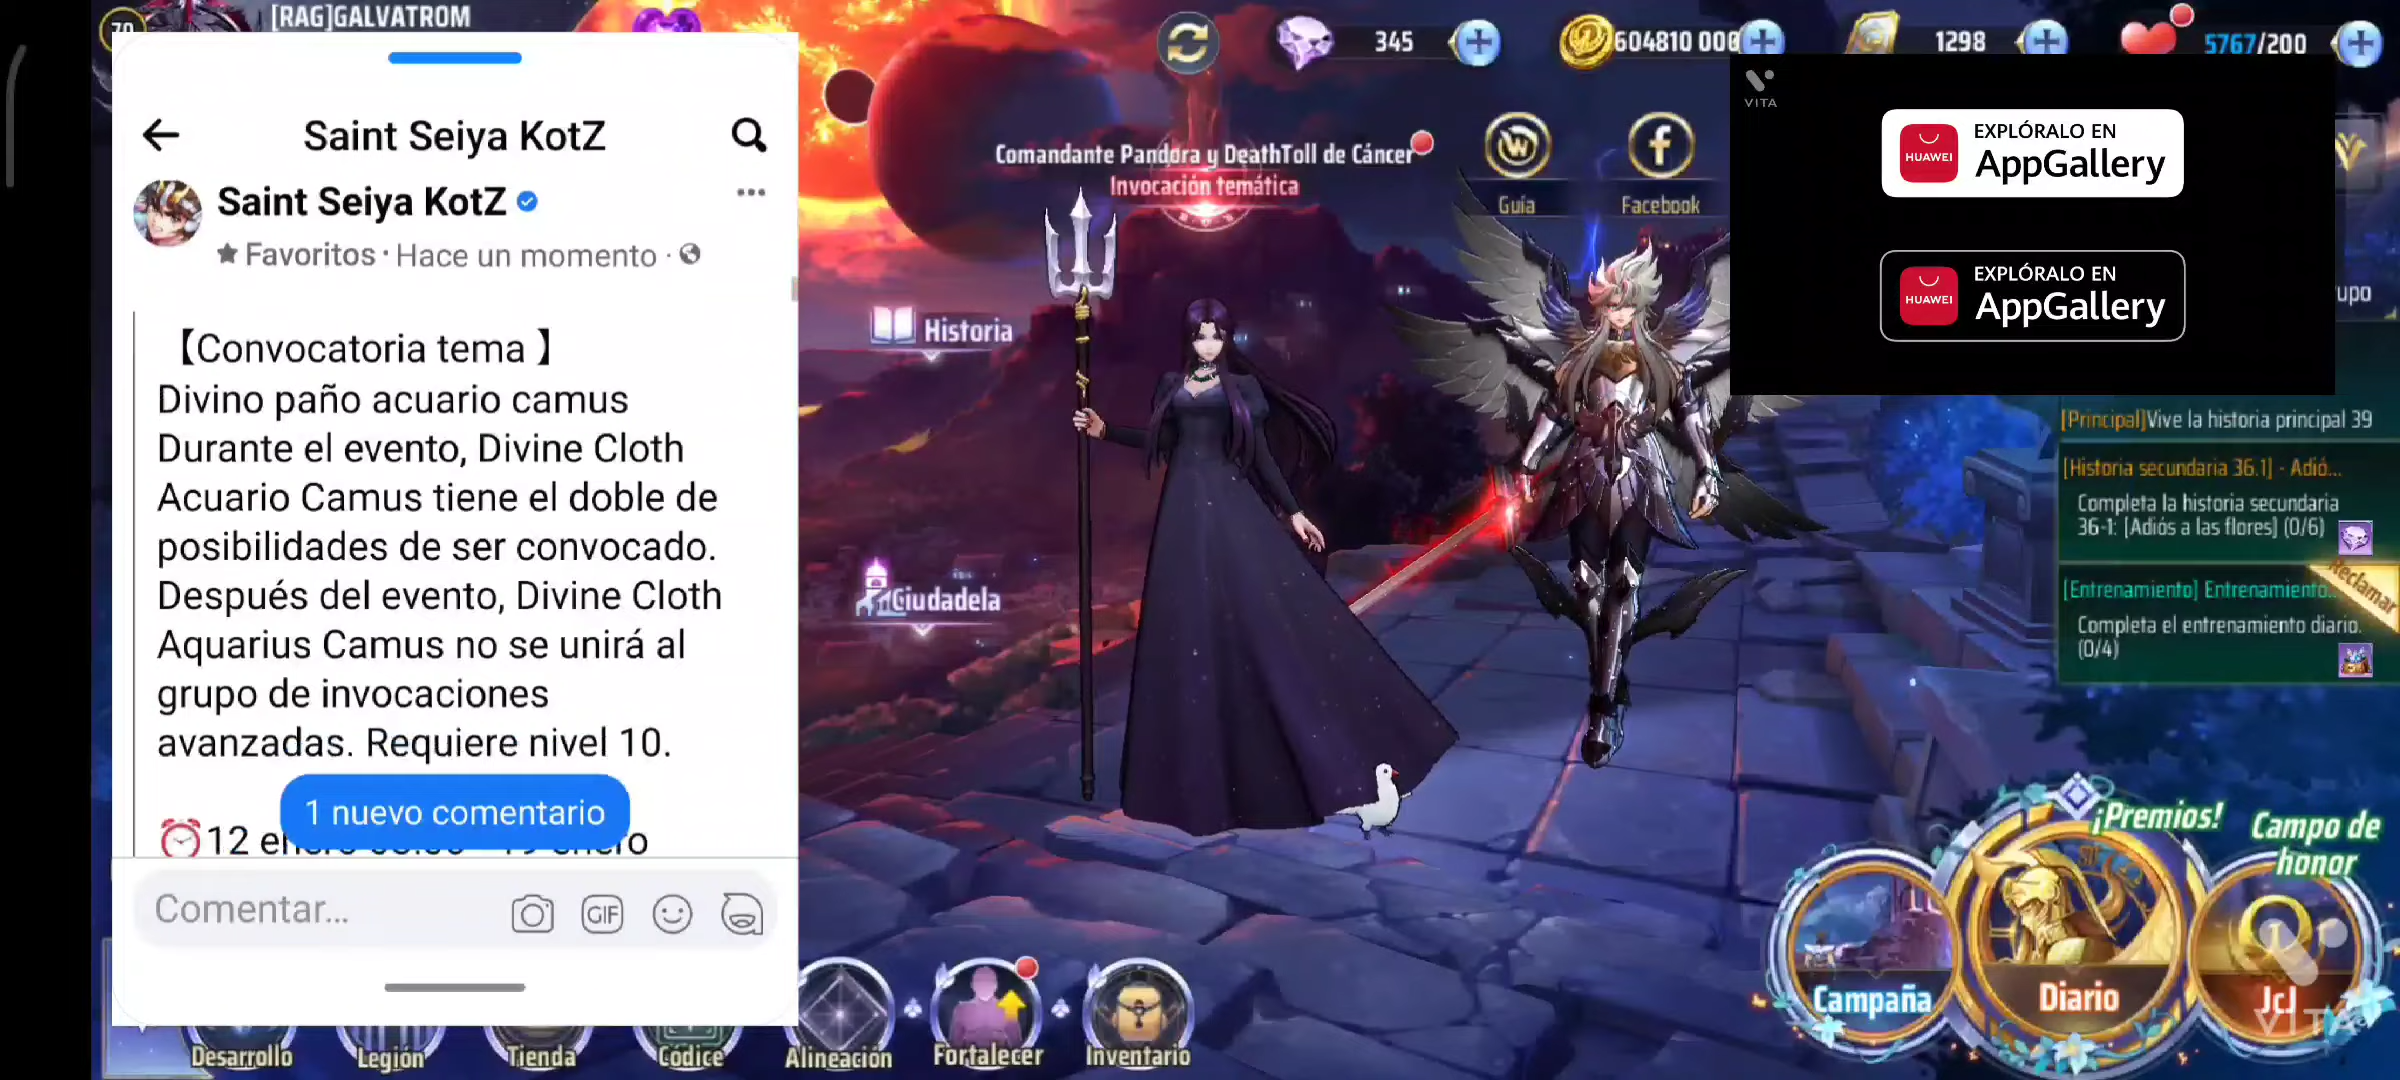 70
[RAG]GALVATROM
345
604810 000
1298
5767/200
Saint Seiya KotZ
Saint Seiya KotZ
Favoritos · Hace un momento ·
【Convocatoria tema 】
Divino paño acuario camus
Durante el evento, Divine Cloth
Acuario Camus tiene el doble de
posibilidades de ser convocado.
Después del evento, Divine Cloth
Aquarius Camus no se unirá al
grupo de invocaciones
avanzadas. Requiere nivel 10.
1 nuevo comentario
12
Comentar...
GIF
Comandante Pandora y DeathToll de Cáncer
Invocación temática
Guía
Facebook
VITA
EXPLÓRALO EN
HUAWEI
AppGallery
EXPLÓRALO EN
HUAWEI
AppGallery
upo
Historia
Ciudadela
[Principal]Vive la historia principal 39
[Historia secundaria 36.1] - Adió...
Completa la historia secundaria
36-1: [Adiós a las flores] (0/6)
Reclamar
[Entrenamiento] Entrenamiento...
Completa el entrenamiento diario.
(0/4)
¡Premios!
Campo de
honor
Campaña
Diario
JcJ
VITA
Desarrollo
Legión
Tienda
Códice
Alineación
Fortalecer
Inventario